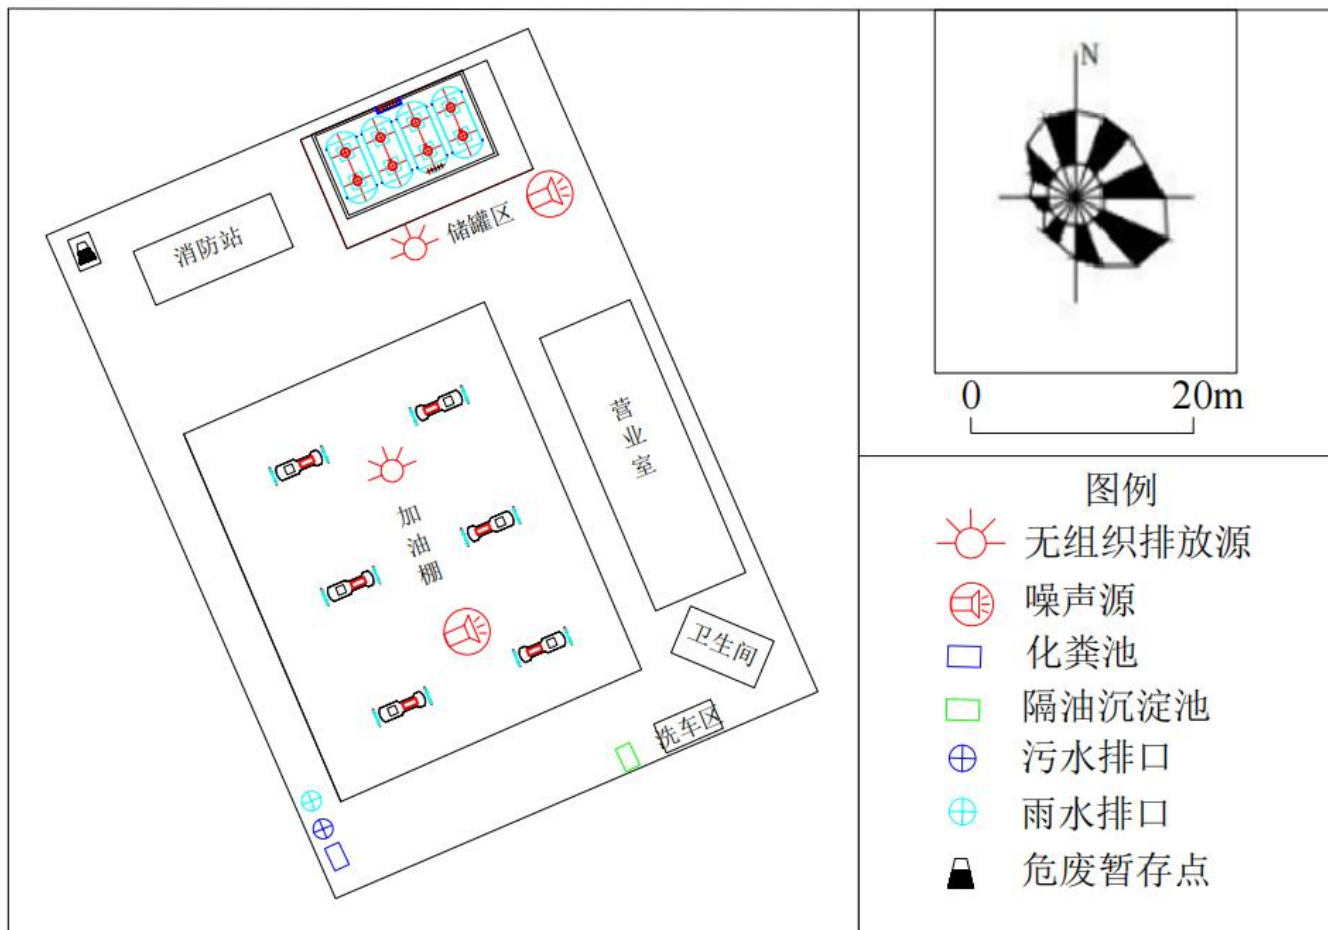 N
0
20m
消防站
储罐区
营业室
加油棚
卫生间
洗车区
图例
无组织排放源
噪声源
化粪池
隔油沉淀池
污水排口
雨水排口
危废暂存点